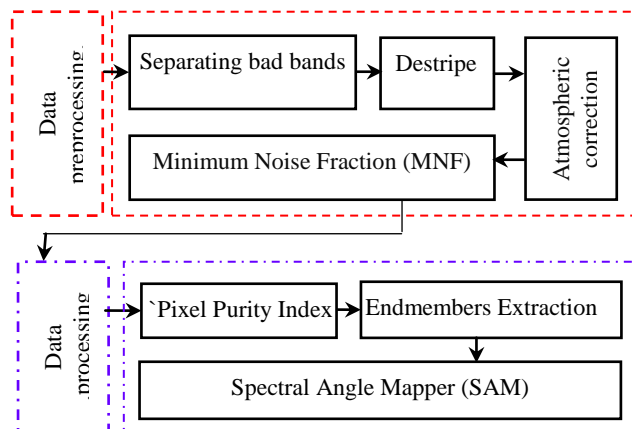 Data
preprocessing.
Separating bad bands
Destripe
Atmospheric
correction
Minimum Noise Fraction (MNF)
Data
processing
`Pixel Purity Index
Endmembers Extraction
Spectral Angle Mapper (SAM)